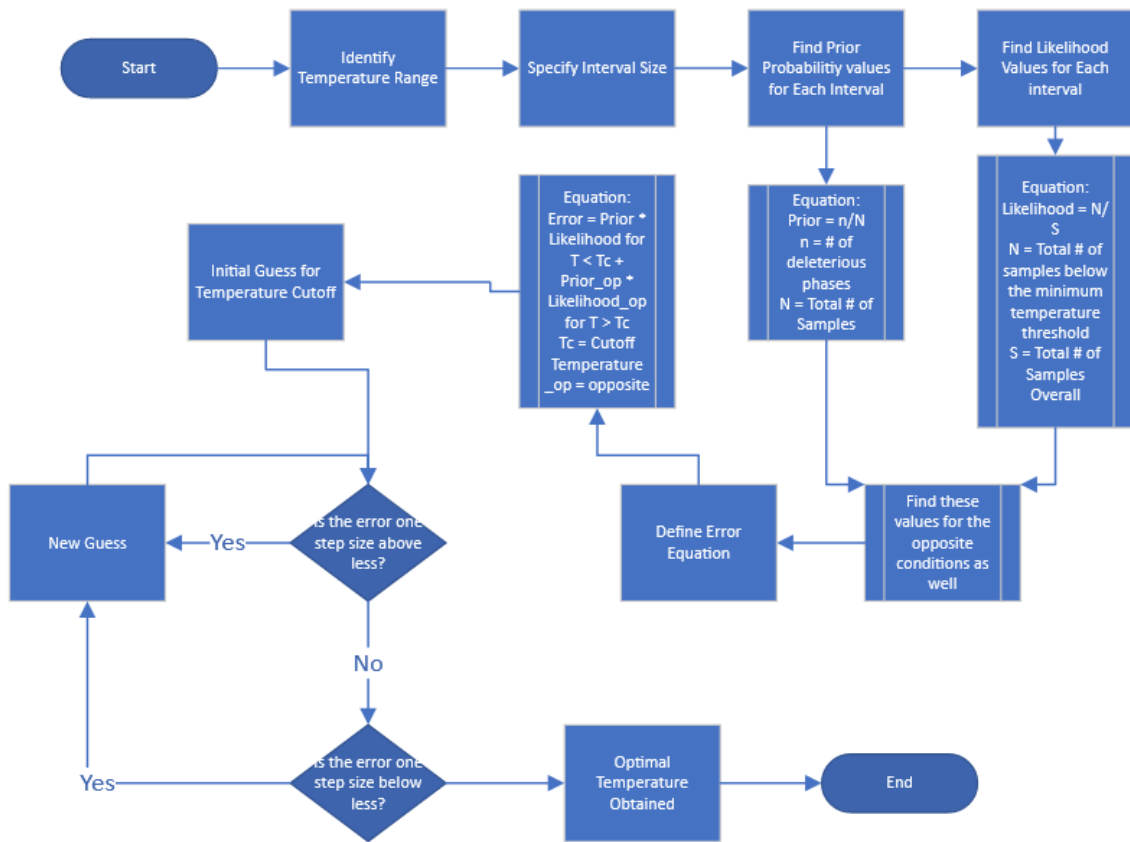 Start
Identify
Temperature Range
Specify Interval Size
Find Prior
Probabilitiy values
for Each Interval
Find Likelihood
Values for Each
interval
Equation:
Error = Prior *
Likelihood for
T < Tc +
Prior_op *
Likelihood_op
for T > Tc
Tc = Cutoff
Temperature
_op = opposite
Equation:
Prior = n/N
n = # of
deleterious
phases
N = Total # of
Samples
Equation:
Likelihood = N/
S
N = Total # of
samples below
the minimum
temperature
threshold
S = Total # of
Samples
Overall
Initial Guess for
Temperature Cutoff
New Guess
Yes
Is the error one
step size above
less?
Define Error
Equation
Find these
values for the
opposite
conditions as
well
No
Yes
Is the error one
step size below
less?
Optimal
Temperature
Obtained
End